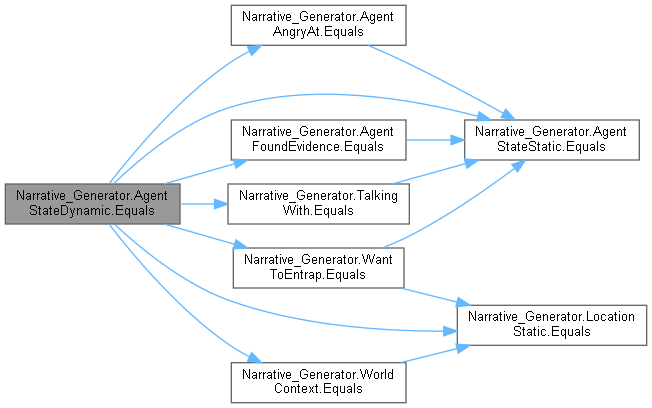 Narrative_Generator.Agent
StateDynamic.Equals
Narrative_Generator.Agent
AngryAt.Equals
Narrative_Generator.Agent
FoundEvidence.Equals
Narrative_Generator.Talking
With.Equals
Narrative_Generator.Want
ToEntrap.Equals
Narrative_Generator.World
Context.Equals
Narrative_Generator.Agent
StateStatic.Equals
Narrative_Generator.Location
Static.Equals